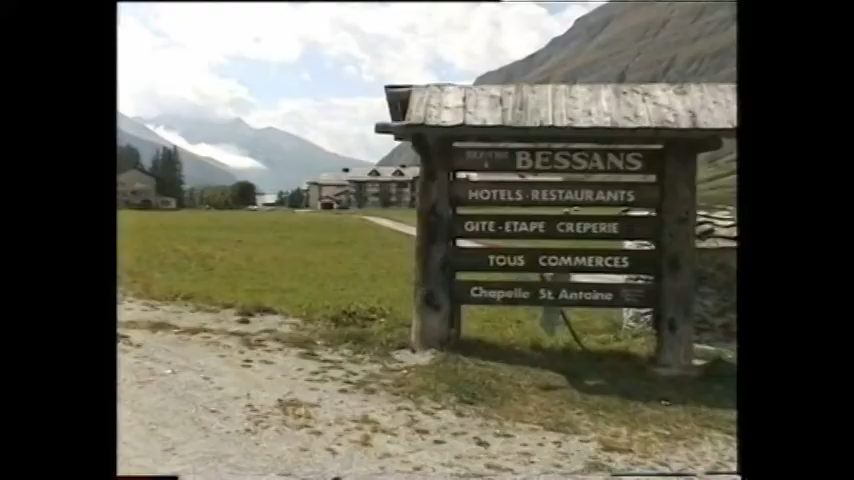 BESSANS
HOTELS - RESTAURANTS
GITE - ETAPE CREPERIE
TOUS COMMERCES
Chapelle St. Antoine